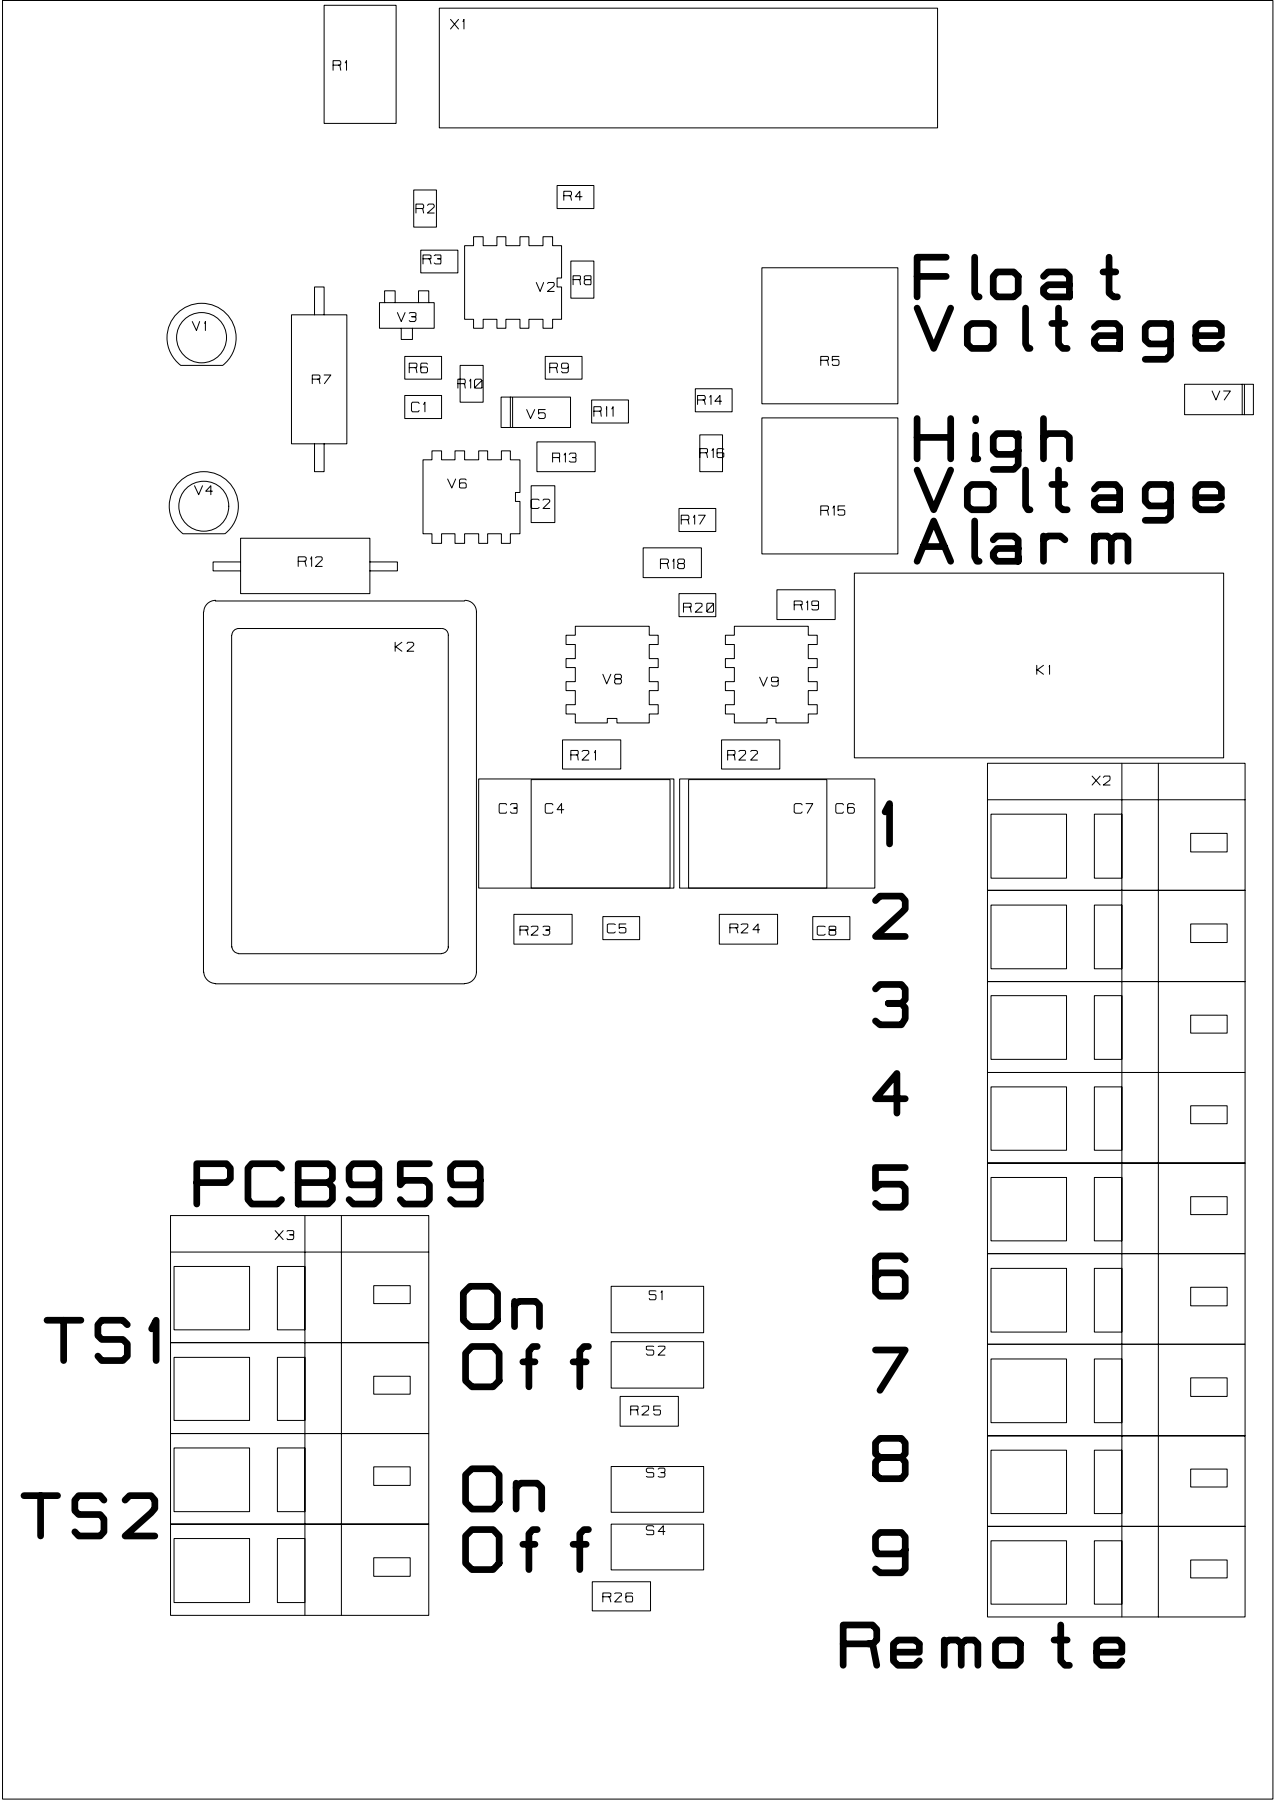 X1
R1
R4
R2
R3
V2
R8
Float
Voltage
V1
V3
R5
R6
R9
R7
R10
V7
R14
C1
V5
R11
High
Voltage
Alarm
R13
R16
V6
V4
C2
R15
R17
R12
R18
R20
R19
K2
K1
V8
V9
R21
R22
X2
C3
C4
C7
C6
1
2
R23
C5
R24
C8
3
4
PCB959
5
X3
6
TS1
On
S1
Off
S2
7
R25
8
TS2
On
S3
Off
S4
9
R26
Remote